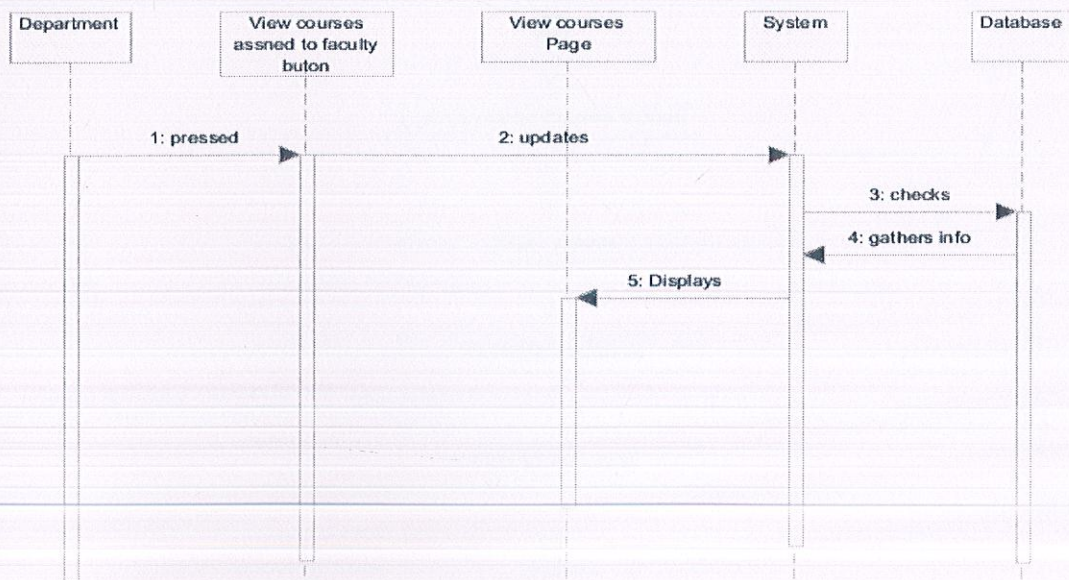 Department
View courses
assned to faculty
buton
View courses
Page
System
Database
1: pressed
2: updates
3: checks
4: gathers info
5: Displays